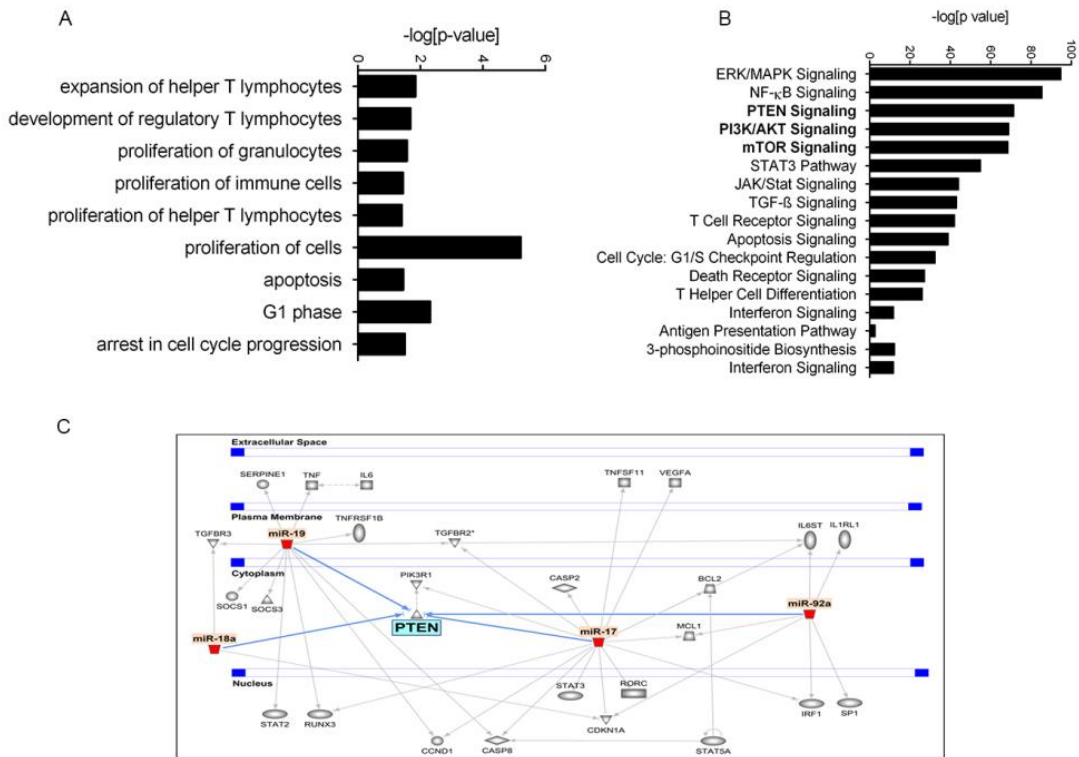 A
-log[p-value]
0 2 4 6
expansion of helper T lymphocytes
development of regulatory T lymphocytes
proliferation of granulocytes
proliferation of immune cells
proliferation of helper T lymphocytes
proliferation of cells
apoptosis
G1 phase
arrest in cell cycle progression
B
-log[p value]
0 20 40 60 80 100
ERK/MAPK Signaling
NF-κB Signaling
PTEN Signaling
PI3K/AKT Signaling
mTOR Signaling
STAT3 Pathway
JAK/Stat Signaling
TGF-ß Signaling
T Cell Receptor Signaling
Apoptosis Signaling
Cell Cycle: G1/S Checkpoint Regulation
Death Receptor Signaling
T Helper Cell Differentiation
Interferon Signaling
Antigen Presentation Pathway
3-phosphoinositide Biosynthesis
Interferon Signaling
C
Extracellular Space
SERPINE1 TNF IL6 TNFSF11 VEGFA
Plasma Membrane
TNFRSF1B
TGFBR3 miR-19 TGFBR2* IL6ST IL1RL1
Cytoplasm
PIK3R1 CASP2 BCL2
SOCS1 SOCS3
miR-92a
PTEN
miR-18a miR-17 MCL1
Nucleus
STAT3 RORC
STAT2 RUNX3 CDKN1A IRF1 SP1
CCND1 CASP8 STAT5A